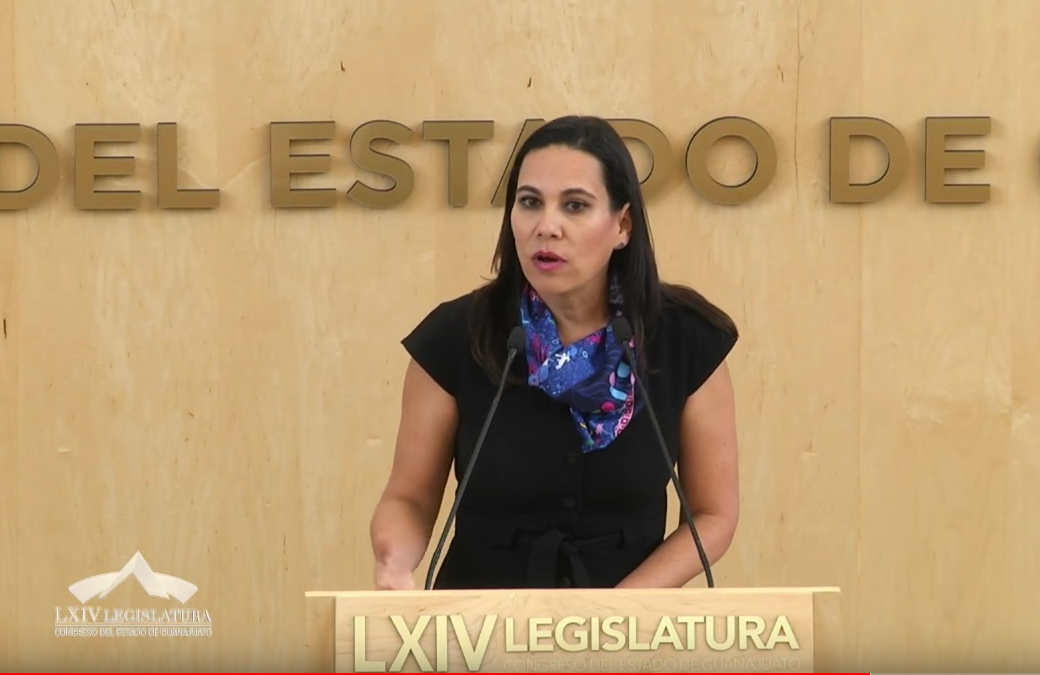 DEL ESTADO DE
LXIV LEGISLATURA
CONGRESO DEL ESTADO DE GUANAJUATO
LXIV LEGISLATURA
CONGRESO DEL ESTADO DE GUANAJUATO